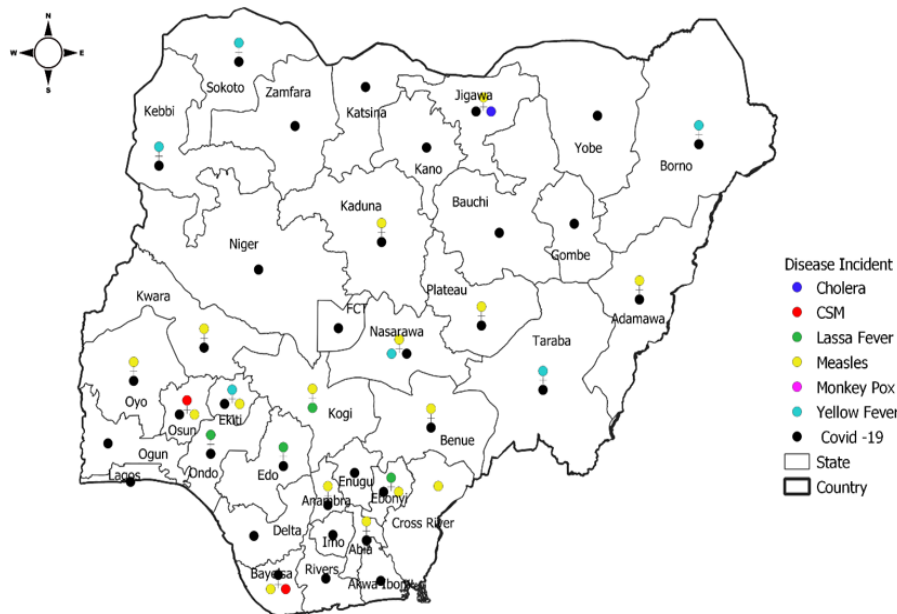 N
W E
S
Sokoto
Zamfara
Katsina
Jigawa
Kebbi
Yobe
Kano
Borno
Kaduna
Bauchi
Niger
Gombe
Plateau
Kwara
FCT
Adamawa
Nasarawa
Taraba
Oyo
Osun
Ekiti
Kogi
Benue
Ogun
Ondo
Edo
Lagos
Enugu
Anambra
Ebonyi
Cross River
Delta
Imo
Abia
Bayelsa
Rivers
Akwa Ibom
Disease Incident
Cholera
CSM
Lassa Fever
Measles
Monkey Pox
Yellow Fever
Covid -19
State
Country